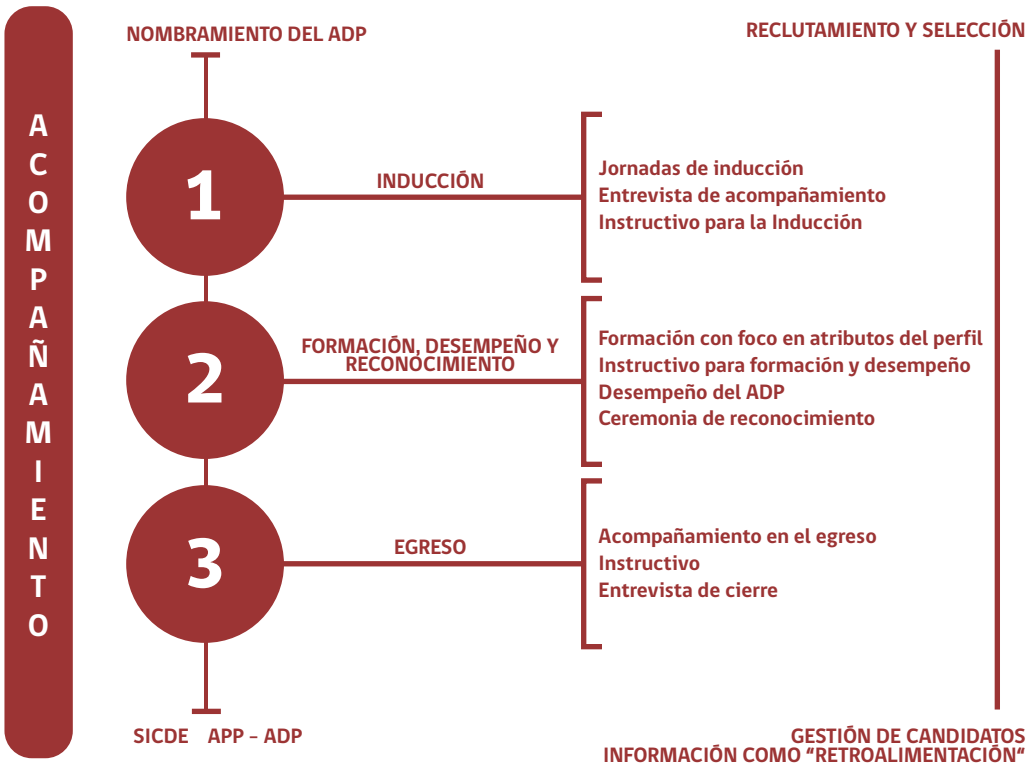 ACOMPAÑAMIENTO
NOMBRAMIENTO DEL ADP
RECLUTAMIENTO Y SELECCIÓN
1
INDUCCIÓN
Jornadas de inducción
Entrevista de acompañamiento
Instructivo para la Inducción
2
FORMACIÓN, DESEMPEÑO Y
RECONOCIMIENTO
Formación con foco en atributos del perfil
Instructivo para formación y desempeño
Desempeño del ADP
Ceremonia de reconocimiento
3
EGRESO
Acompañamiento en el egreso
Instructivo
Entrevista de cierre
SICDE APP – ADP
GESTIÓN DE CANDIDATOS
INFORMACIÓN COMO “RETROALIMENTACIÓN“